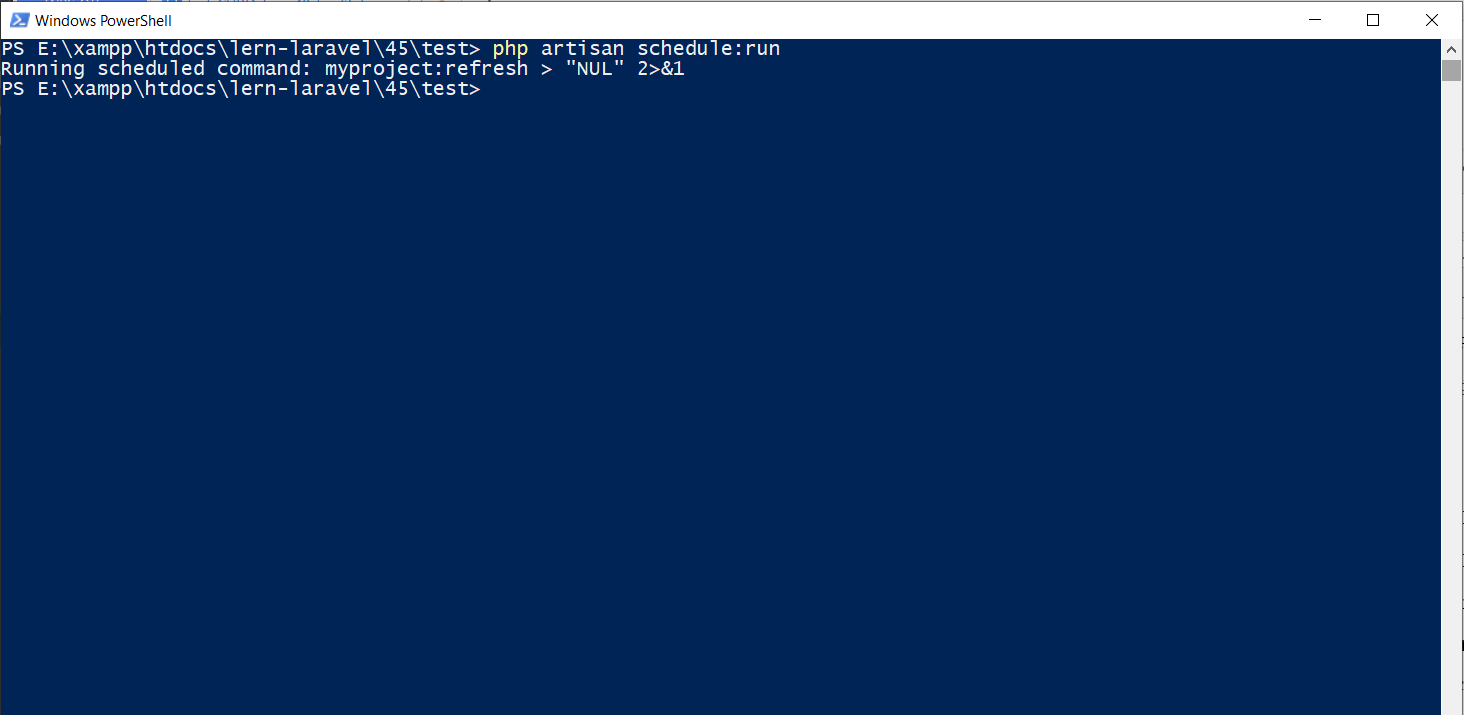 Windows PowerShell
PS E:\xampp\htdocs\lern-laravel\45\test> php artisan schedule:run
Running scheduled command: myproject:refresh > "NUL" 2>&1
PS E:\xampp\htdocs\lern-laravel\45\test>